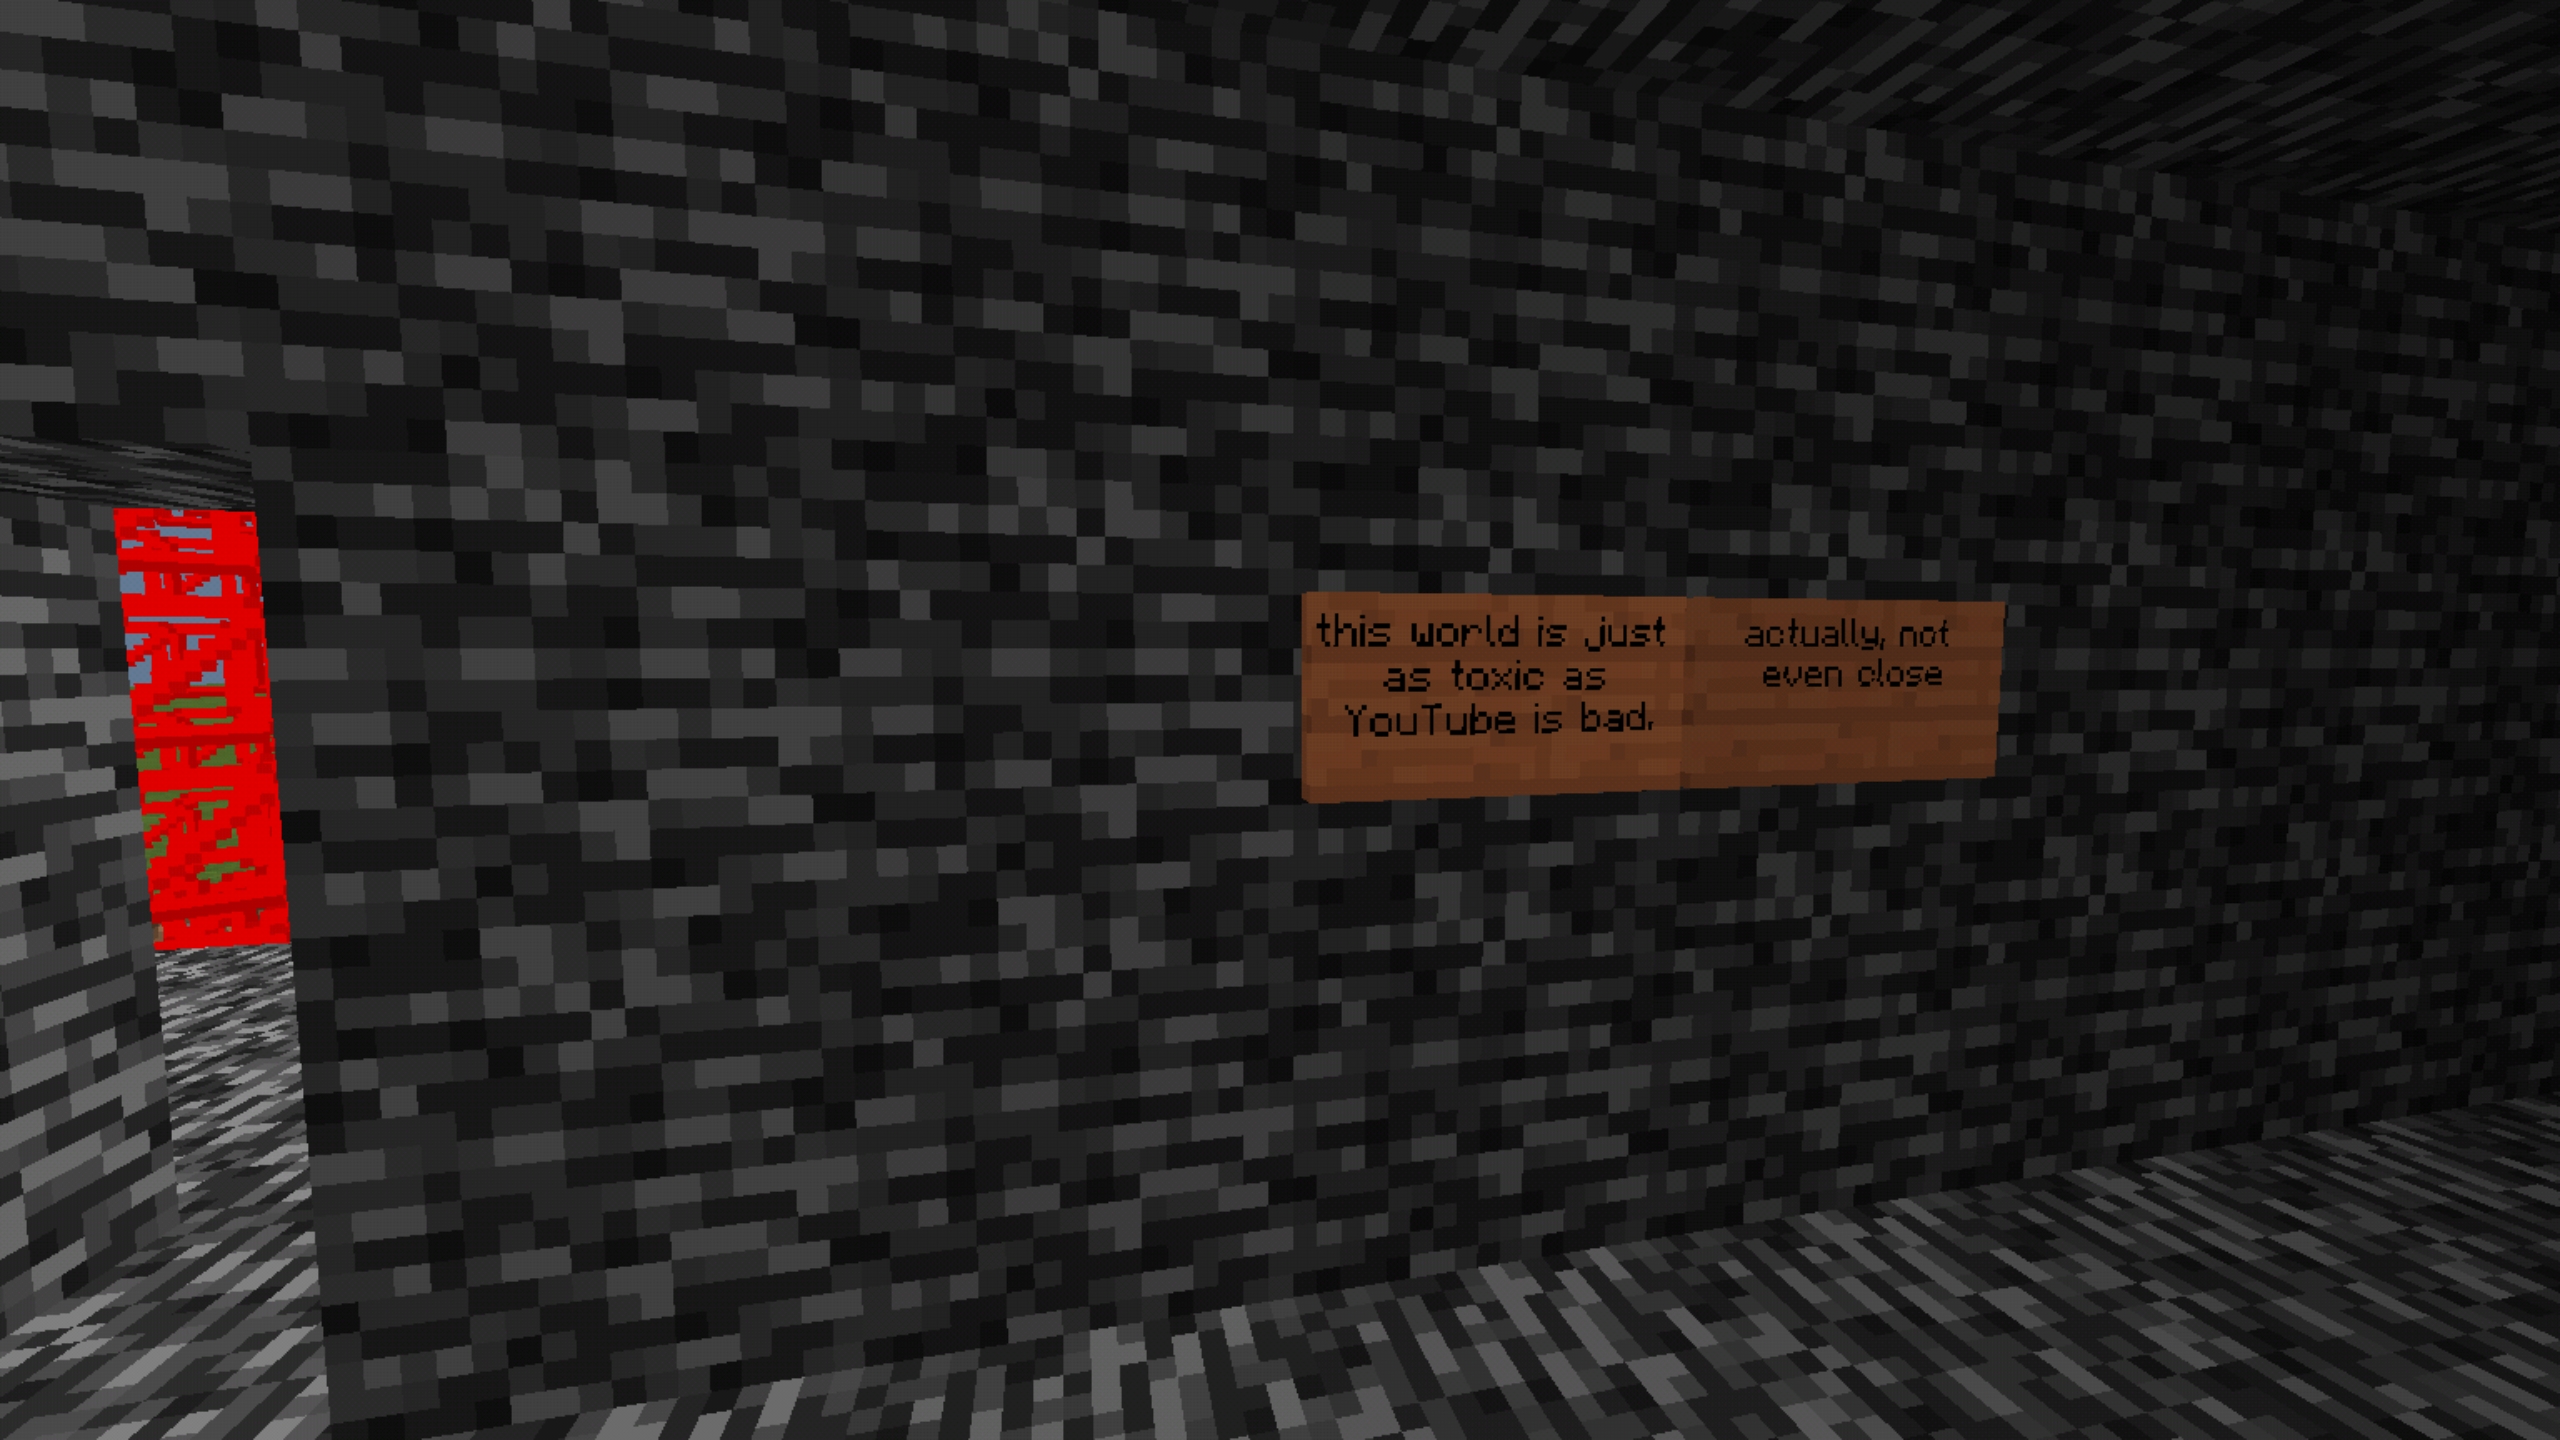 this world is just
as toxic as
YouTube is bad,
actually, not
even close